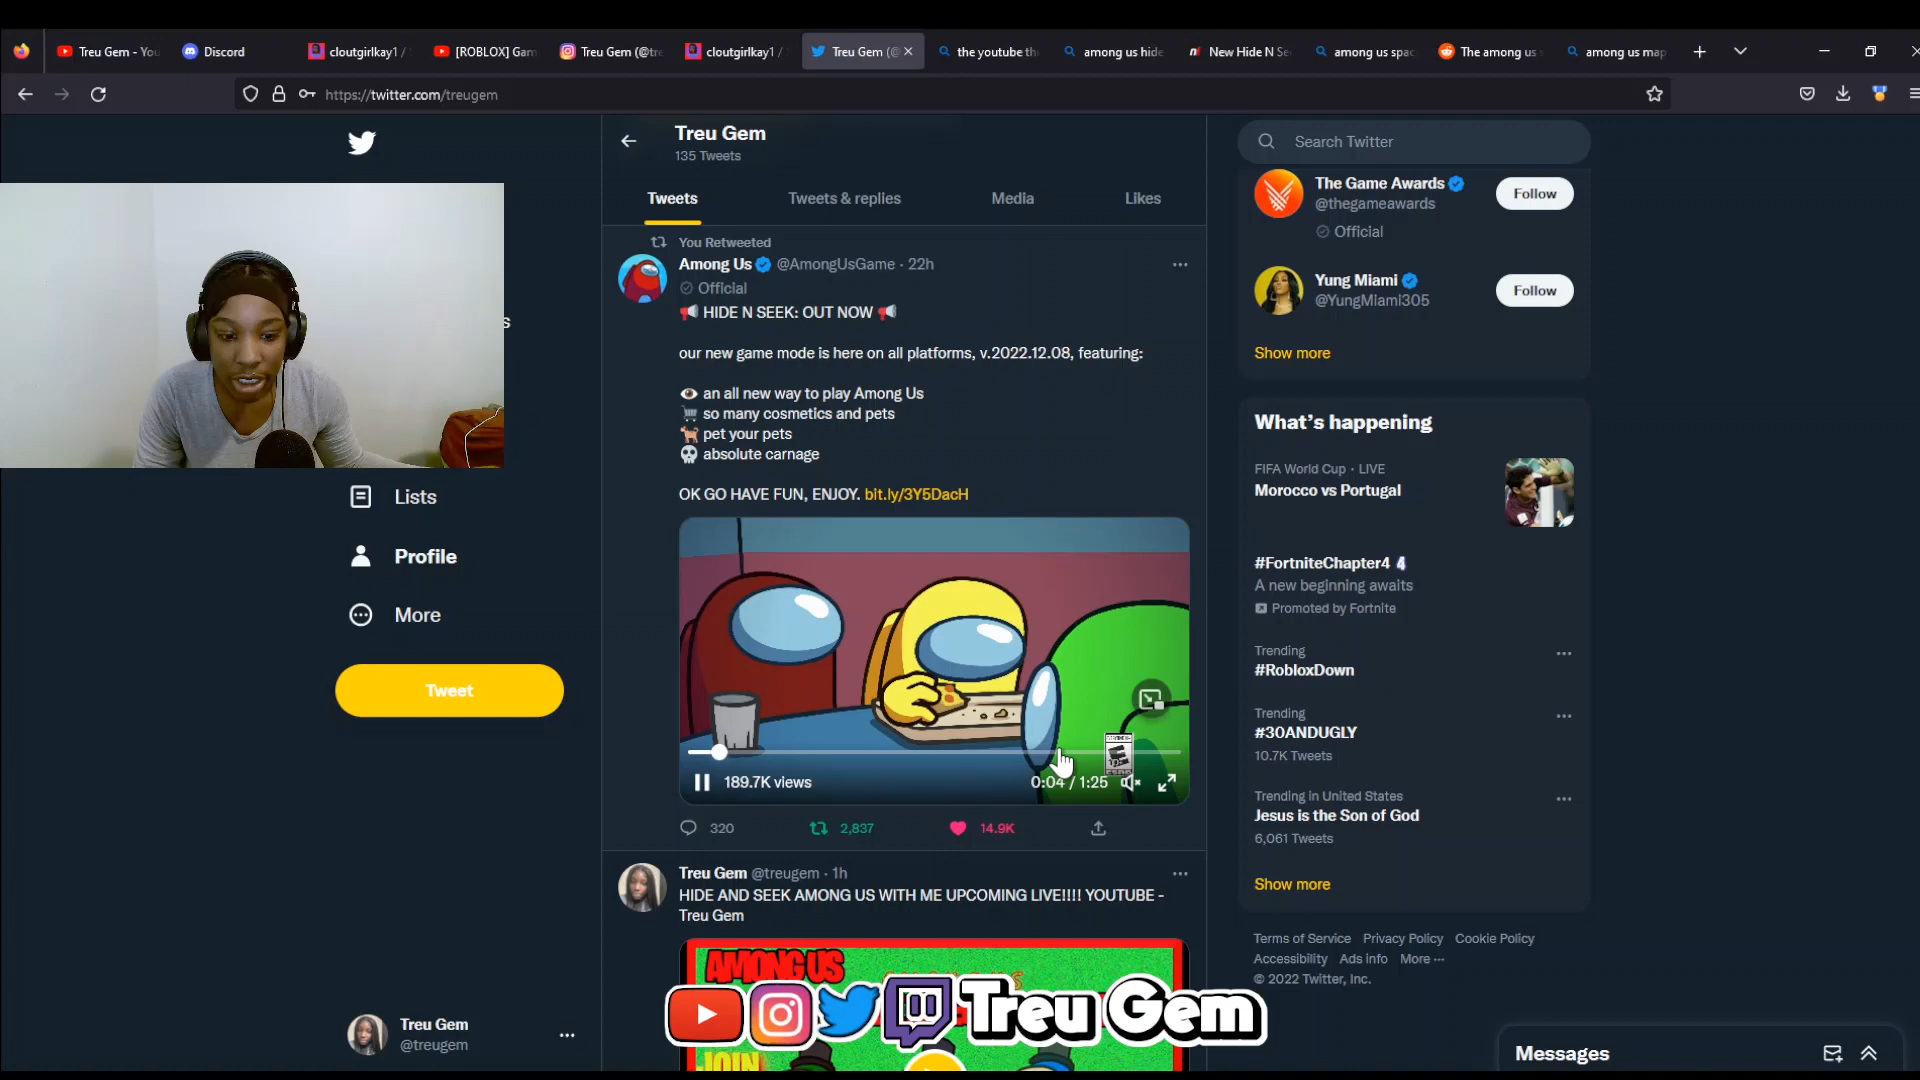 Treu Gem - You
Discord
cloutgirlkay1 /
[ROBLOX] Gam
Treu Gem (@tre
cloutgirlkay1 /
Treu Gem (@
the youtube th
among us hide
New Hide N Se
among us spac
The among us s
among us map
https://twitter.com/treugem
Treu Gem
135 Tweets
Tweets
Tweets & replies
Media
Likes
You Retweeted
Among Us @AmongUsGame · 22h
Official
HIDE N SEEK: OUT NOW
our new game mode is here on all platforms, v.2022.12.08, featuring:
an all new way to play Among Us
so many cosmetics and pets
pet your pets
absolute carnage
OK GO HAVE FUN, ENJOY. bit.ly/3Y5DacH
189.7K views
0:04 / 1:25
320
2,837
14.9K
Treu Gem @treugem · 1h
HIDE AND SEEK AMONG US WITH ME UPCOMING LIVE!!!! YOUTUBE -
Treu Gem
AMONG US
JOIN
Treu Gem
s
Lists
Profile
More
Tweet
Treu Gem
@treugem
Search Twitter
The Game Awards
@thegameawards
Official
Follow
Yung Miami
@YungMiami305
Follow
Show more
What's happening
FIFA World Cup · LIVE
Morocco vs Portugal
#FortniteChapter4
A new beginning awaits
Promoted by Fortnite
Trending
#RobloxDown
Trending
#30ANDUGLY
10.7K Tweets
Trending in United States
Jesus is the Son of God
6,061 Tweets
Show more
Terms of Service Privacy Policy Cookie Policy
Accessibility Ads info More ···
© 2022 Twitter, Inc.
Messages